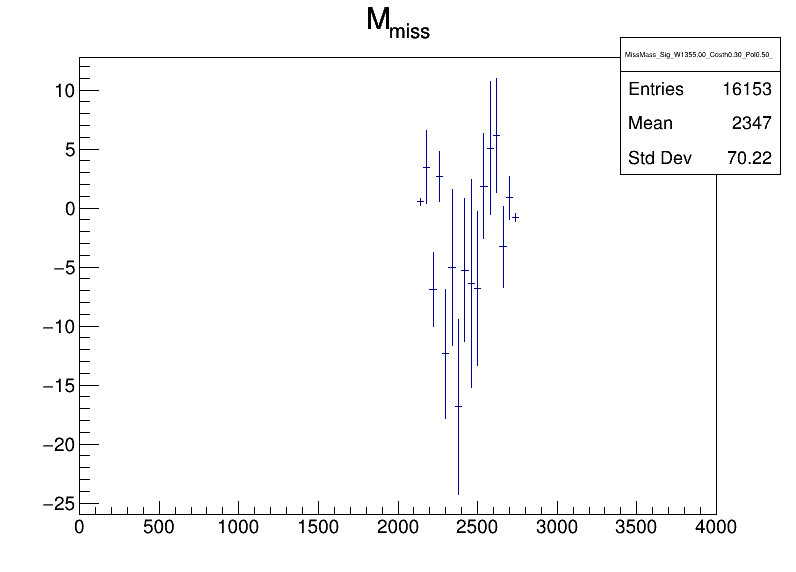 M_miss
MissMass_Sig_W1355.00_Costh0.30_Pol0.50_
Entries 16153
Mean 2347
Std Dev 70.22
10
5
0
−5
−10
−15
−20
−25
0 500 1000 1500 2000 2500 3000 3500 4000